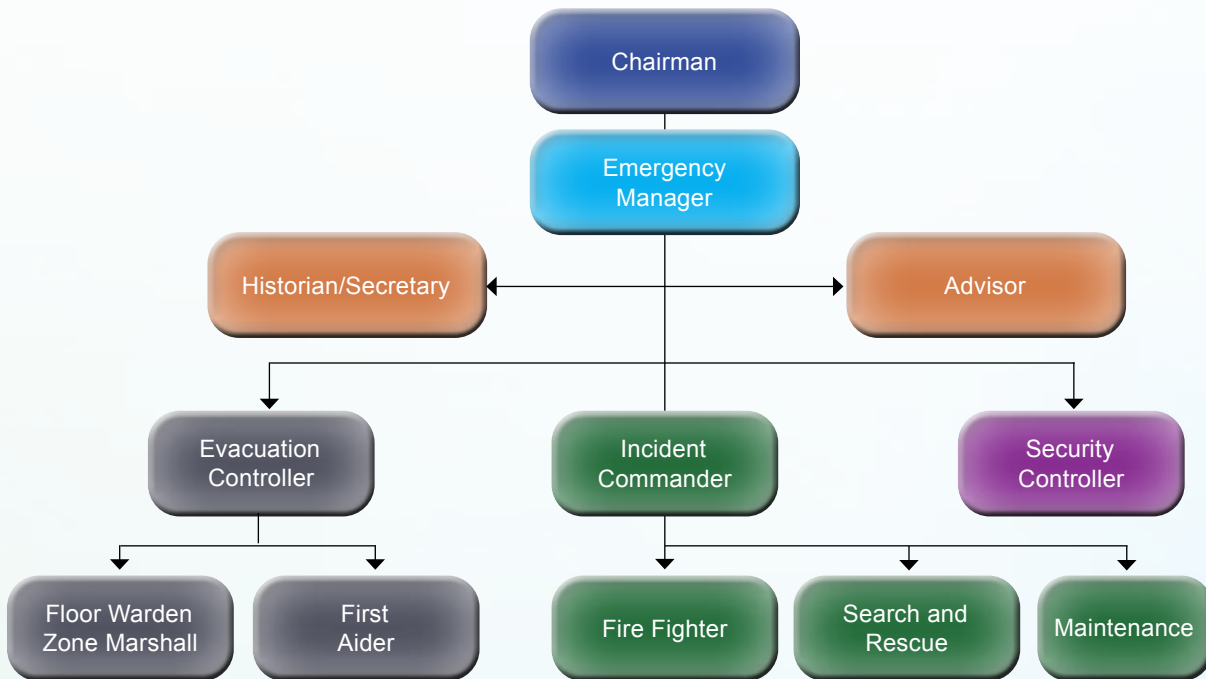 Chairman
Emergency
Manager
Historian/Secretary
Advisor
Evacuation
Controller
Incident
Commander
Security
Controller
Floor Warden
Zone Marshall
First
Aider
Fire Fighter
Search and
Rescue
Maintenance